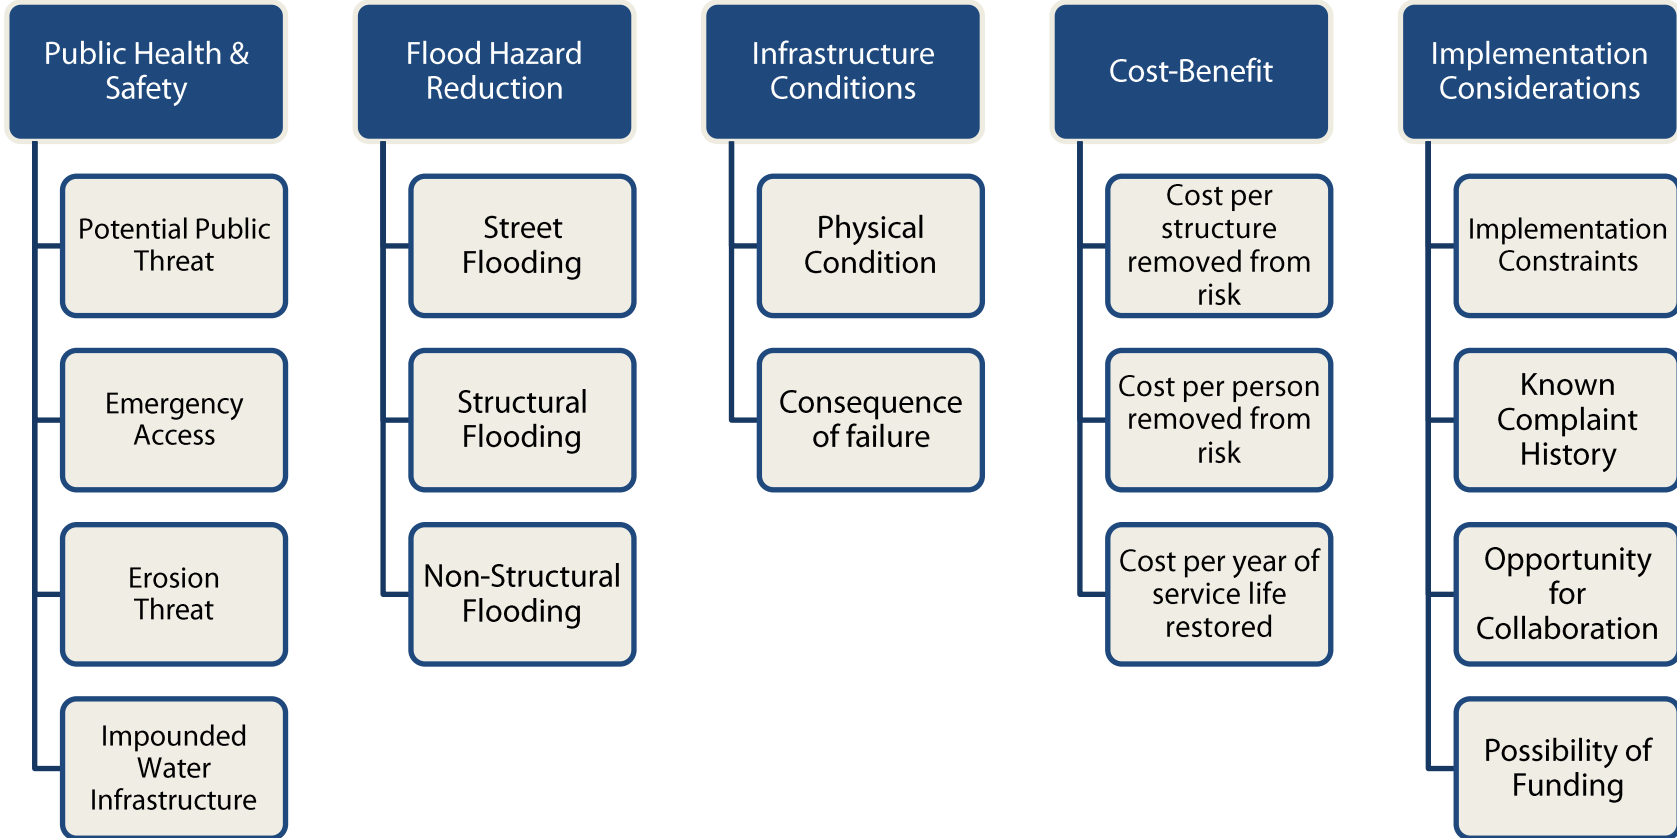 Public Health &
Safety
Potential Public
Threat
Emergency
Access
Erosion
Threat
Impounded
Water
Infrastructure
Flood Hazard
Reduction
Street
Flooding
Structural
Flooding
Non-Structural
Flooding
Infrastructure
Conditions
Physical
Condition
Consequence
of failure
Cost-Benefit
Cost per
structure
removed from
risk
Cost per person
removed from
risk
Cost per year of
service life
restored
Implementation
Considerations
Implementation
Constraints
Known
Complaint
History
Opportunity
for
Collaboration
Possibility of
Funding